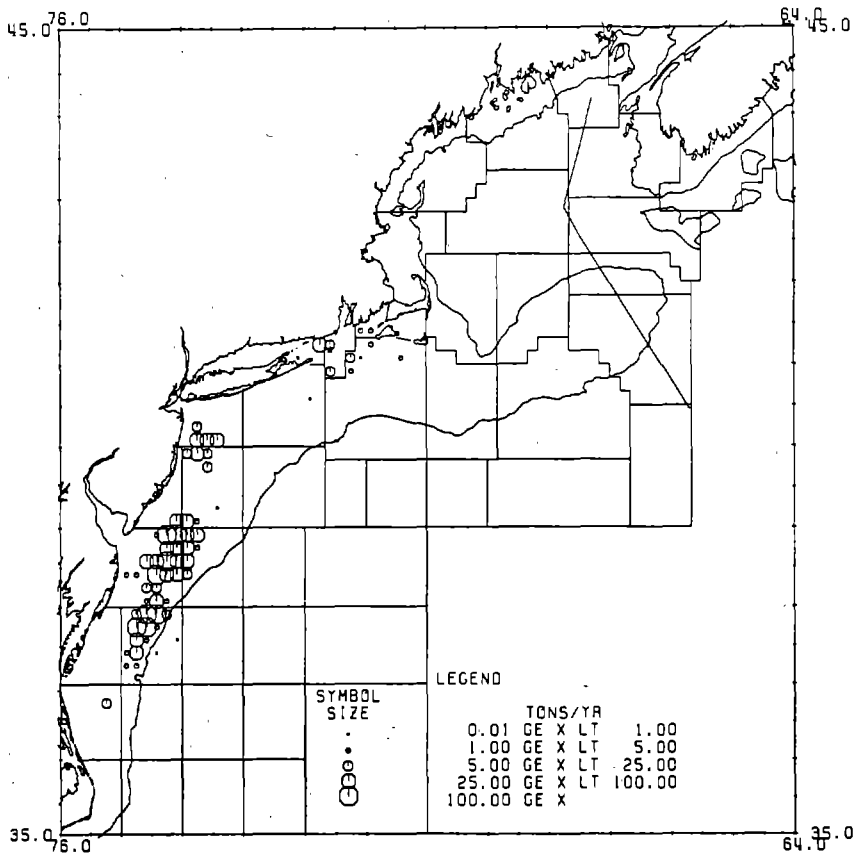 76.0
64.0
45.0
45.0
LEGEND
SYMBOL
SIZE
TONS/YR
0.01 GE X LT 1.00
1.00 GE X LT 5.00
5.00 GE X LT 25.00
25.00 GE X LT 100.00
100.00 GE X
35.0
35.0
76.0
64.0